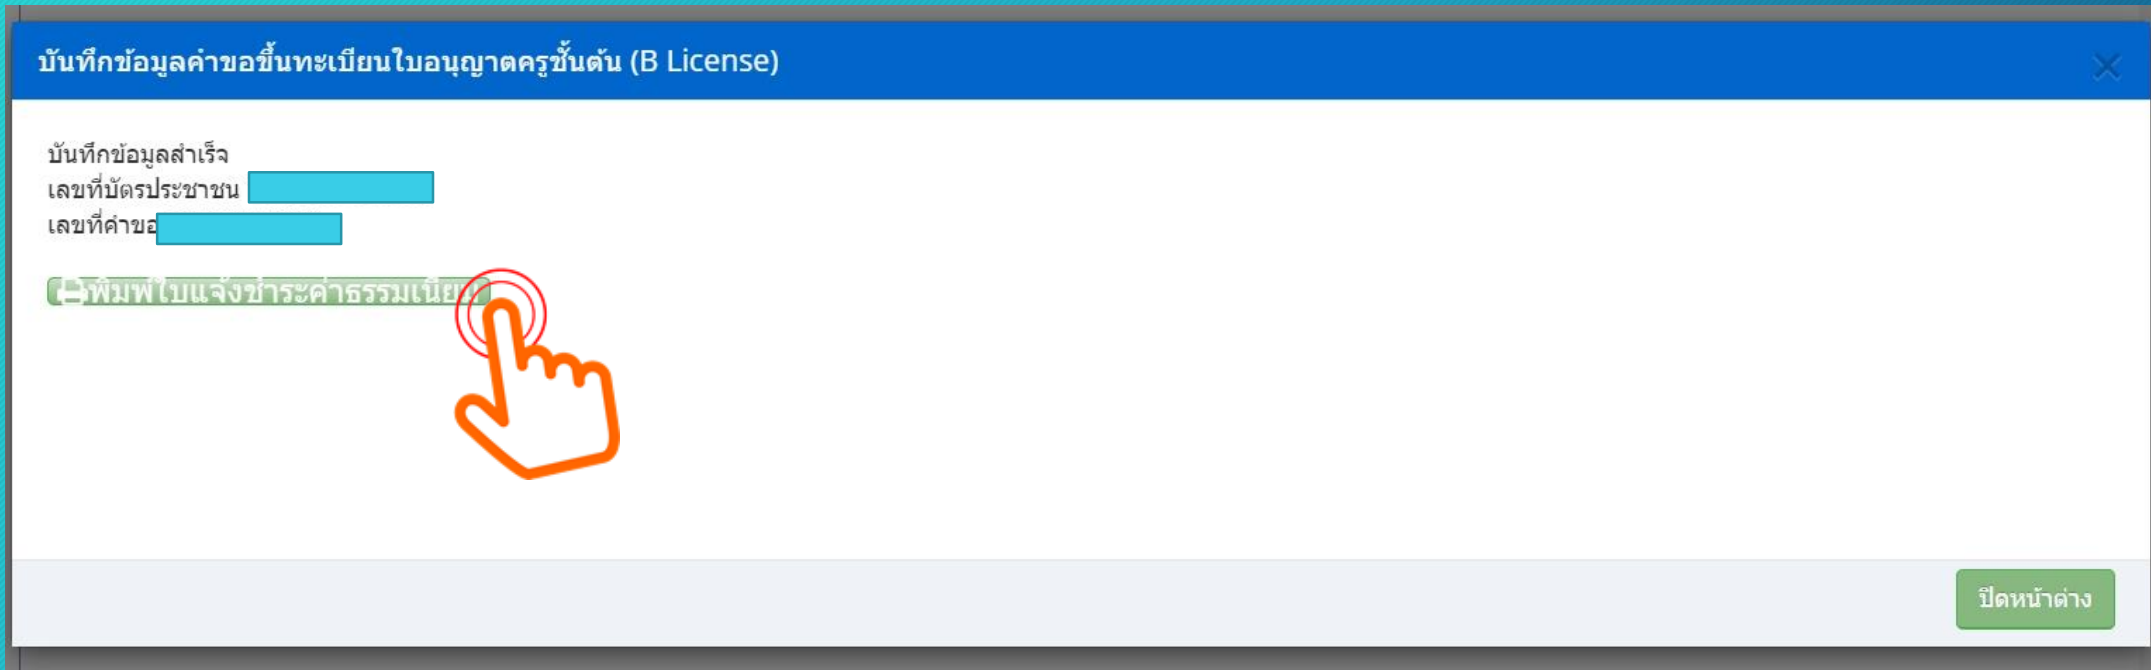 บันทึกข้อมูลคำขอขึ้นทะเบียนใบอนุญาตครูชั้นต้น (B License)
บันทึกข้อมูลสำเร็จ
เลขที่บัตรประชาชน
เลขที่คำขอ
พิมพ์ใบแจ้งชำระค่าธรรมเนียม
ปิดหน้าต่าง